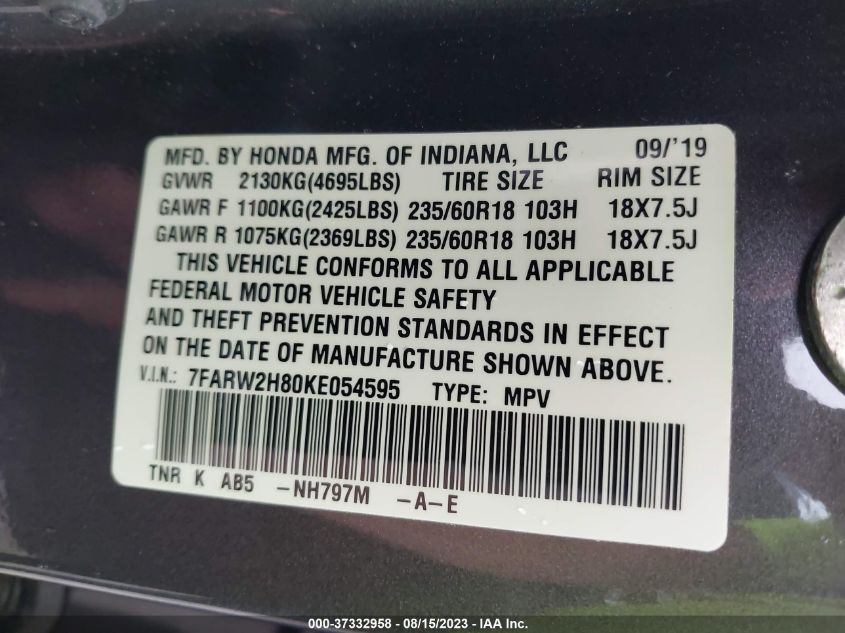 MFD. BY HONDA MFG. OF INDIANA, LLC 09/'19
GVWR 2130KG(4695LBS) TIRE SIZE RIM SIZE
GAWR F 1100KG(2425LBS) 235/60R18 103H 18X7.5J
GAWR R 1075KG(2369LBS) 235/60R18 103H 18X7.5J
THIS VEHICLE CONFORMS TO ALL APPLICABLE
FEDERAL MOTOR VEHICLE SAFETY
AND THEFT PREVENTION STANDARDS IN EFFECT
ON THE DATE OF MANUFACTURE SHOWN ABOVE.
V.I.N.: 7FARW2H80KE054595 TYPE: MPV
TNR K AB5 -NH797M -A-E
000-37332958 - 08/15/2023 - IAA Inc.